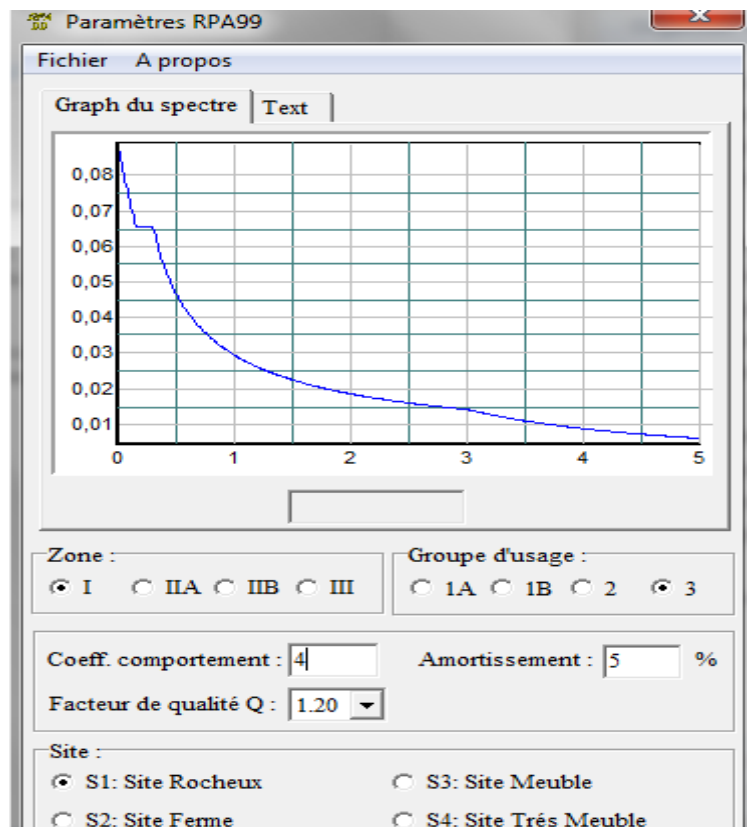 Paramètres RPA99
Fichier A propos
Graph du spectre Text
0,08
0,07
0,06
0,05
0,04
0,03
0,02
0,01
0 1 2 3 4 5
Zone : Groupe d'usage :
I IIA IIB III 1A 1B 2 3
Coeff. comportement : 4 Amortissement : 5 %
Facteur de qualité Q : 1.20
Site :
S1: Site Rocheux S3: Site Meuble
S2: Site Ferme S4: Site Trés Meuble